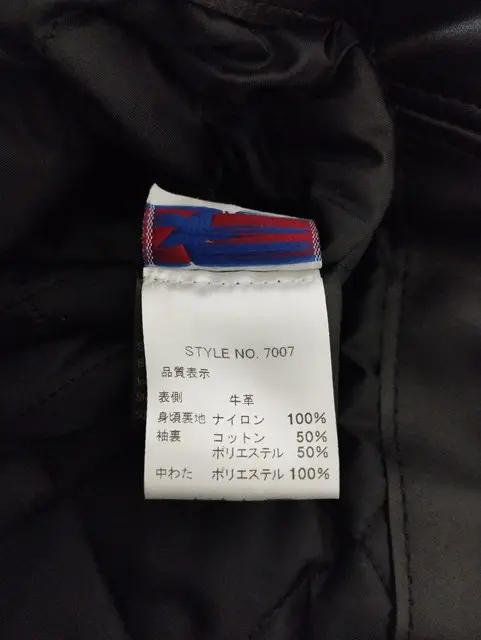 STYLE NO. 7007
品質表示
表側 牛革
身頃裏地 ナイロン 100%
袖裏 コットン 50%
ポリエステル 50%
中わた ポリエステル 100%